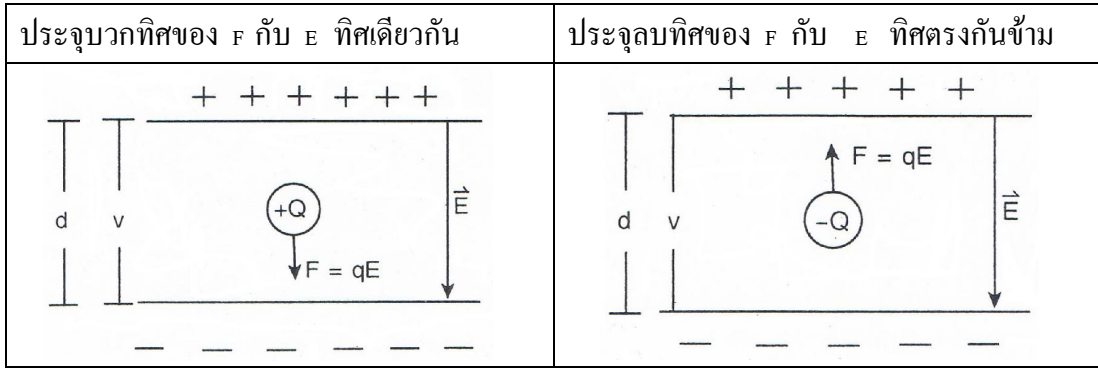 ประจุบวกทิศของ F กับ E ทิศเดียวกัน
ประจุลบทิศของ F กับ E ทิศตรงกันข้าม
+ + + + + +
d v +Q E
F = qE
— — — — — —
+ + + + +
F = qE
d v −Q E
— — — — —